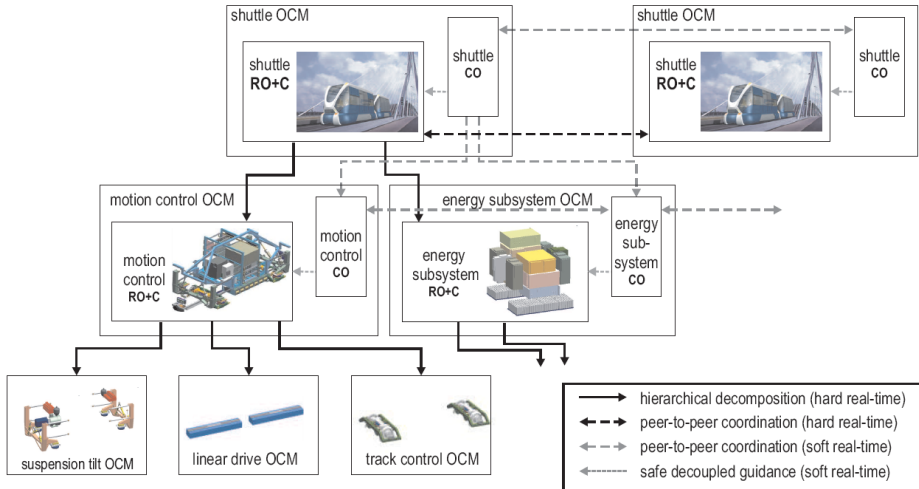 shuttle OCM
shuttle
RO+C
shuttle
CO
shuttle OCM
shuttle
RO+C
shuttle
CO
motion control OCM
motion
control
RO+C
motion
control
CO
energy subsystem OCM
energy
subsystem
RO+C
energy
sub-
system
CO
suspension tilt OCM
linear drive OCM
track control OCM
hierarchical decomposition (hard real-time)
peer-to-peer coordination (hard real-time)
peer-to-peer coordination (soft real-time)
safe decoupled guidance (soft real-time)